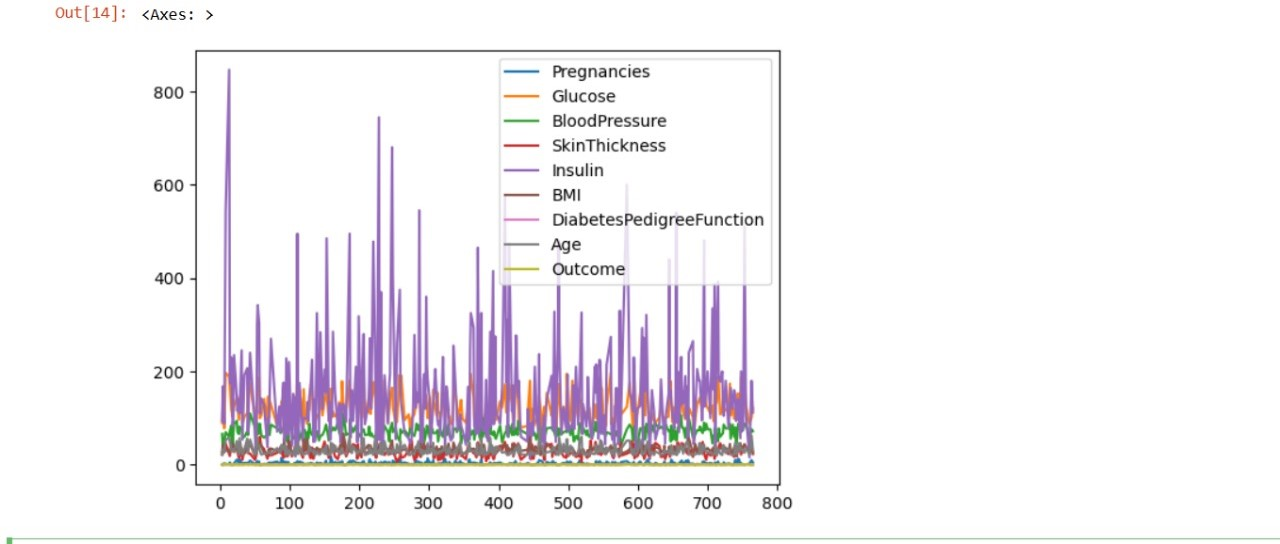 Out[14]: <Axes: >
Pregnancies
Glucose
BloodPressure
SkinThickness
Insulin
BMI
DiabetesPedigreeFunction
Age
Outcome
800
600
400
200
0
0 100 200 300 400 500 600 700 800